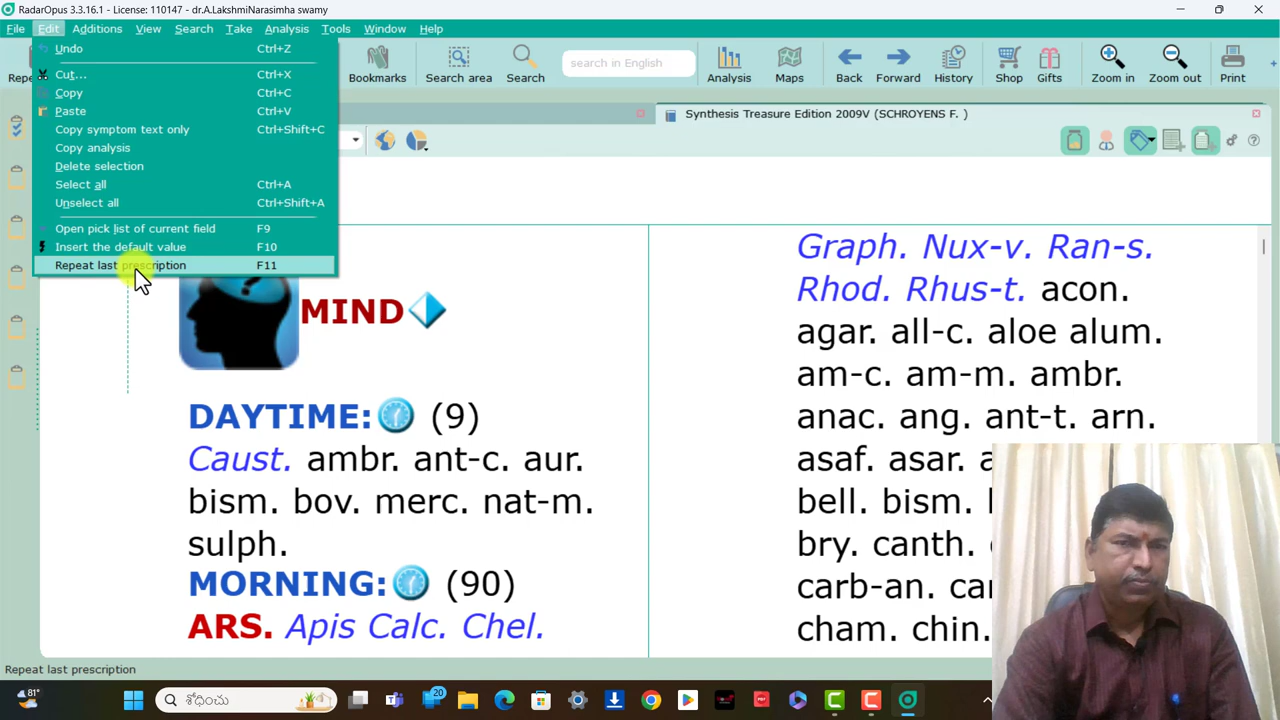 RadarOpus 3.3.16.1 - License: 110147 - dr.A.LakshmiNarasimha swamy
File Edit Additions View Search Take Analysis Tools Window Help
Undo Ctrl+Z
Cut... Ctrl+X
Copy Ctrl+C
Paste Ctrl+V
Copy symptom text only Ctrl+Shift+C
Copy analysis
Delete selection
Select all Ctrl+A
Unselect all Ctrl+Shift+A
Open pick list of current field F9
Insert the default value F10
Repeat last prescription F11
Bookmarks Search area Search search in English Analysis Maps Back Forward History Shop Gifts Zoom in Zoom out Print
Synthesis Treasure Edition 2009V (SCHROYENS F. )
MIND
DAYTIME: (9)
Caust. ambr. ant-c. aur.
bism. bov. merc. nat-m.
sulph.
MORNING: (90)
ARS. Apis Calc. Chel.
Graph. Nux-v. Ran-s.
Rhod. Rhus-t. acon.
agar. all-c. aloe alum.
am-c. am-m. ambr.
anac. ang. ant-t. arn.
asaf. asar.
bell. bism.
bry. canth.
carb-an.
cham. chin.
Repeat last prescription
81°
శోధించు
20